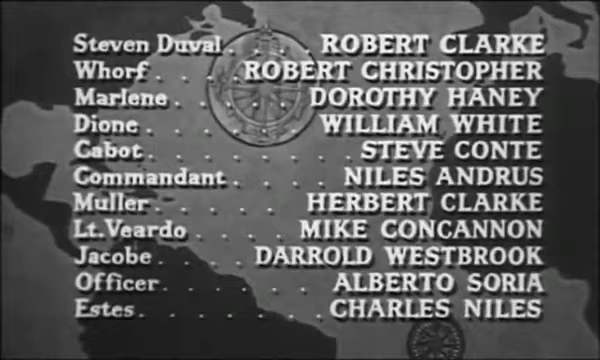 Steven Duval . . . . ROBERT CLARKE
Whorf . . . . ROBERT CHRISTOPHER
Marlene . . . . . DOROTHY HANEY
Dione . . . . . . WILLIAM WHITE
Cabot . . . . . . . STEVE CONTE
Commandant . . . . NILES ANDRUS
Muller . . . . . HERBERT CLARKE
Lt.Veardo . . . . MIKE CONCANNON
Jacobe . . . . DARROLD WESTBROOK
Officer . . . . . . ALBERTO SORIA
Estes . . . . . . . CHARLES NILES